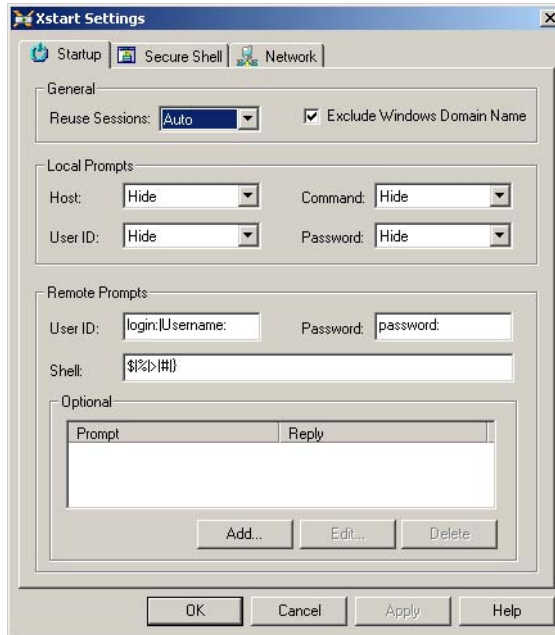 Xstart Settings
Startup Secure Shell Network
General
Reuse Sessions: Auto Exclude Windows Domain Name
Local Prompts
Host: Hide Command: Hide
User ID: Hide Password: Hide
Remote Prompts
User ID: login:|Username: Password: password:
Shell: $|%|>|#|}
Optional
Prompt Reply
Add... Edit... Delete
OK Cancel Apply Help